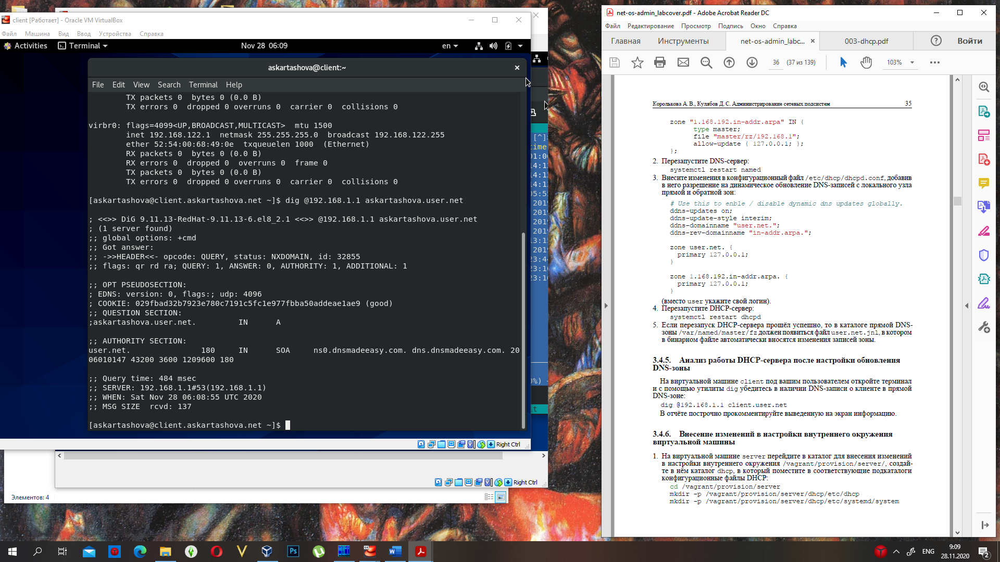 client [Работает] - Oracle VM VirtualBox
Файл Машина Вид Ввод Устройства Справка
Activities Terminal Nov 28 06:09 en
askartashova@client:~
File Edit View Search Terminal Help
TX packets 0 bytes 0 (0.0 B)
TX errors 0 dropped 0 overruns 0 carrier 0 collisions 0
virbr0: flags=4099<UP,BROADCAST,MULTICAST> mtu 1500
inet 192.168.122.1 netmask 255.255.255.0 broadcast 192.168.122.255
ether 52:54:00:68:49:0e txqueuelen 1000 (Ethernet)
RX packets 0 bytes 0 (0.0 B)
RX errors 0 dropped 0 overruns 0 frame 0
TX packets 0 bytes 0 (0.0 B)
TX errors 0 dropped 0 overruns 0 carrier 0 collisions 0
[askartashova@client.askartashova.net ~]$ dig @192.168.1.1 askartashova.user.net
; <<>> DiG 9.11.13-RedHat-9.11.13-6.el8_2.1 <<>> @192.168.1.1 askartashova.user.net
; (1 server found)
;; global options: +cmd
;; Got answer:
;; ->>HEADER<<- opcode: QUERY, status: NXDOMAIN, id: 32855
;; flags: qr rd ra; QUERY: 1, ANSWER: 0, AUTHORITY: 1, ADDITIONAL: 1
;; OPT PSEUDOSECTION:
; EDNS: version: 0, flags:; udp: 4096
; COOKIE: 029fbad32b7923e780c7191c5fc1e977fbba50addeae1ae9 (good)
;; QUESTION SECTION:
;askartashova.user.net. IN A
;; AUTHORITY SECTION:
user.net. 180 IN SOA ns0.dnsmadeeasy.com. dns.dnsmadeeasy.com. 20
06010147 43200 3600 1209600 180
;; Query time: 484 msec
;; SERVER: 192.168.1.1#53(192.168.1.1)
;; WHEN: Sat Nov 28 06:08:55 UTC 2020
;; MSG SIZE rcvd: 137
[askartashova@client.askartashova.net ~]$
Right Ctrl
Right Ctrl
Элементов: 4
net-os-admin_labcover.pdf - Adobe Acrobat Reader DC
Файл Редактирование Просмотр Подпись Окно Справка
Главная Инструменты net-os-admin_labc... 003-dhcp.pdf Войти
36 (37 из 139) 103%
Королькова А. В., Кулябов Д. С. Администрирование сетевых подсистем 35
zone "1.168.192.in-addr.arpa" IN {
type master;
file "master/rz/192.168.1";
allow-update { 127.0.0.1; };
};
2. Перезапустите DNS-сервер:
systemctl restart named
3. Внесите изменения в конфигурационный файл /etc/dhcp/dhcpd.conf, добавив
в него разрешение на динамическое обновление DNS-записей с локального узла
прямой и обратной зон:
# Use this to enble / disable dynamic dns updates globally.
ddns-updates on;
ddns-update-style interim;
ddns-domainname "user.net.";
ddns-rev-domainname "in-addr.arpa.";
zone user.net. {
primary 127.0.0.1;
}
zone 1.168.192.in-addr.arpa. {
primary 127.0.0.1;
}
(вместо user укажите свой логин).
4. Перезапустите DHCP-сервер:
systemctl restart dhcpd
5. Если перезапуск DHCP-сервера прошёл успешно, то в каталоге прямой DNS-
зоны /var/named/master/fz должен появиться файл user.net.jnl, в котором
в бинарном файле автоматически вносятся изменения записей зоны.
3.4.5. Анализ работы DHCP-сервера после настройки обновления
DNS-зоны
На виртуальной машине client под вашим пользователем откройте терминал
и с помощью утилиты dig убедитесь в наличии DNS-записи о клиенте в прямой
DNS-зоне:
dig @192.168.1.1 client.user.net
В отчёте построчно прокомментируйте выведенную на экран информацию.
3.4.6. Внесение изменений в настройки внутреннего окружения
виртуальной машины
1. На виртуальной машине server перейдите в каталог для внесения изменений
в настройки внутреннего окружения /vagrant/provision/server/, создай-
те в нём каталог dhcp, в который поместите в соответствующие подкаталоги
конфигурационные файлы DHCP:
cd /vagrant/provision/server
mkdir -p /vagrant/provision/server/dhcp/etc/dhcp
mkdir -p /vagrant/provision/server/dhcp/etc/systemd/system
ENG 9:09
28.11.2020
2